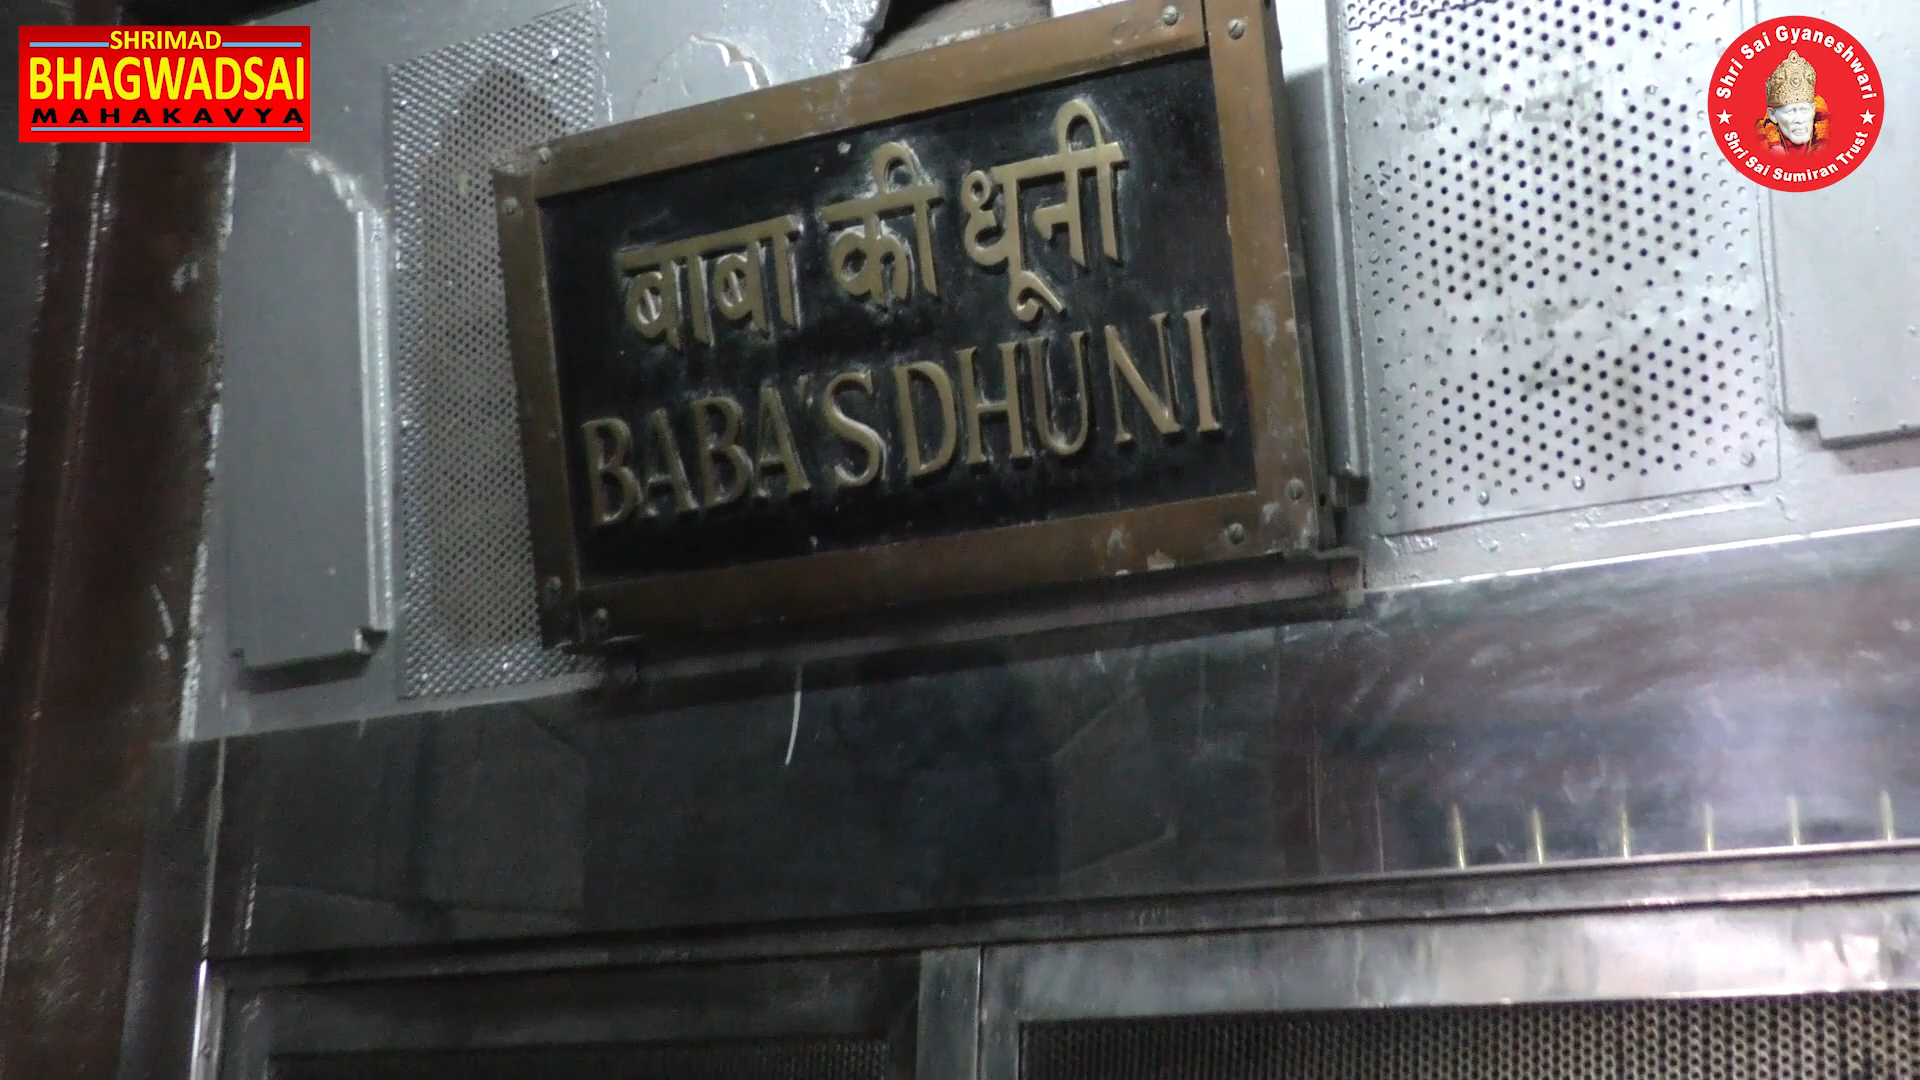 SHRIMAD
BHAGWADSAI
MAHAKAVYA
Shri Sai Gyaneshwari
Shri Sai Sumiran Trust
बाबा की धूनी
BABA'S DHUNI